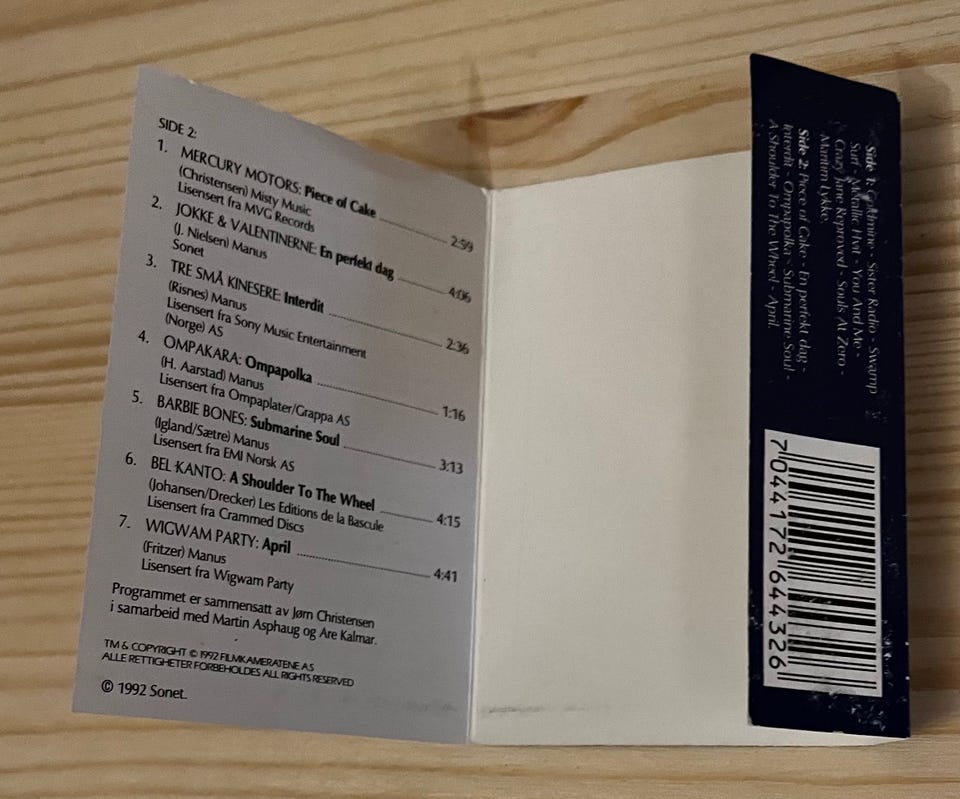 SIDE 2:
1. MERCURY MOTORS: Piece of Cake 2:59
(Christensen) Misty Music
Lisensert fra MVG Records
2. JOKKE & VALENTINERNE: En perfekt dag 4:06
(J. Nielsen) Manus
Sonet
3. TRE SMÅ KINESERE: Interdit 2:36
(Risnes) Manus
Lisensert fra Sony Music Entertainment
(Norge) AS
4. OMPAKARA: Ompapolka 1:16
(H. Aarstad) Manus
Lisensert fra Ompaplater/Grappa AS
5. BARBIE BONES: Submarine Soul 3:13
(Igland/Sætre) Manus
Lisensert fra EMI Norsk AS
6. BEL KANTO: A Shoulder To The Wheel 4:15
(Johansen/Drecker) Les Editions de la Bascule
Lisensert fra Crammed Discs
7. WIGWAM PARTY: April 4:41
(Fritzer) Manus
Lisensert fra Wigwam Party
Programmet er sammensatt av Jørn Christensen
i samarbeid med Martin Asphaug og Are Kalmar.
TM & COPYRIGHT © 1992 FILMKAMERATENE AS
ALLE RETTIGHETER FORBEHOLDES ALL RIGHTS RESERVED
© 1992 Sonet.
Side 1: Goldmine - Sister Radio - Swamp
Surf - Metallic Hvat - You And Me -
Crazy Jane Reproved - Souls At Zero -
Maritim Lykke.
Side 2: Piece of Cake - En perfekt dag -
Interdit - Ompapolka - Submarine Soul -
A Shoulder To The Wheel - April.
7044172644326